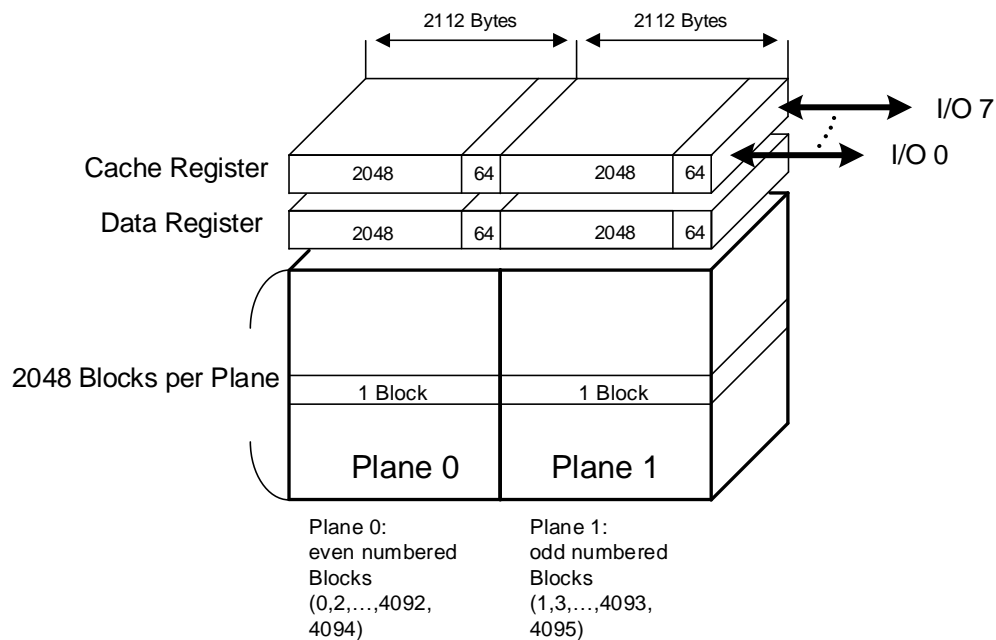 2112 Bytes
2112 Bytes
I/O 7
I/O 0
Cache Register
2048
64
2048
64
Data Register
2048
64
2048
64
2048 Blocks per Plane
1 Block
1 Block
Plane 0
Plane 1
Plane 0:
even numbered
Blocks
(0,2,...,4092,
4094)
Plane 1:
odd numbered
Blocks
(1,3,...,4093,
4095)